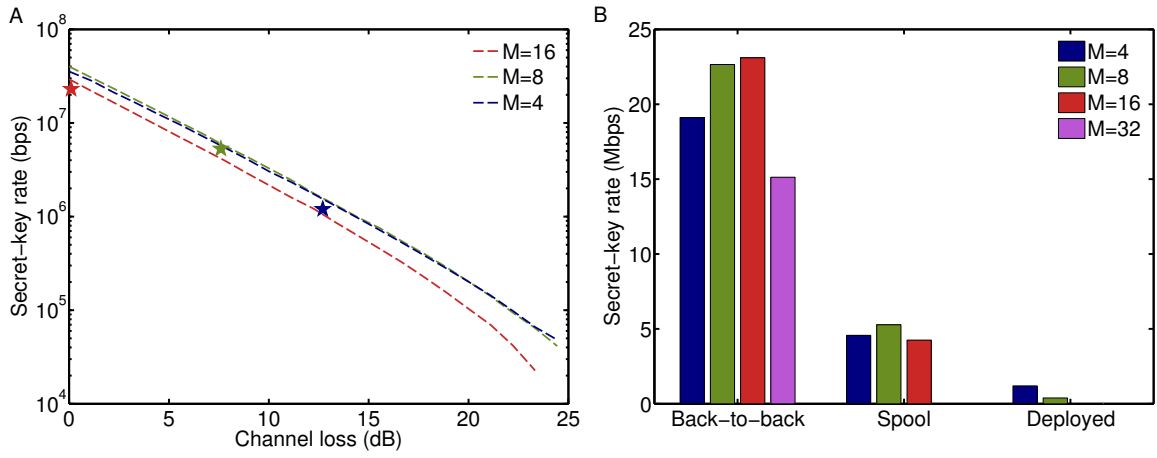 A
Secret-key rate (bps)
10^8
10^7
10^6
10^5
10^4
M=16
M=8
M=4
0 5 10 15 20 25
Channel loss (dB)
B
Secret-key rate (Mbps)
25
20
15
10
5
0
M=4
M=8
M=16
M=32
Back-to-back Spool Deployed